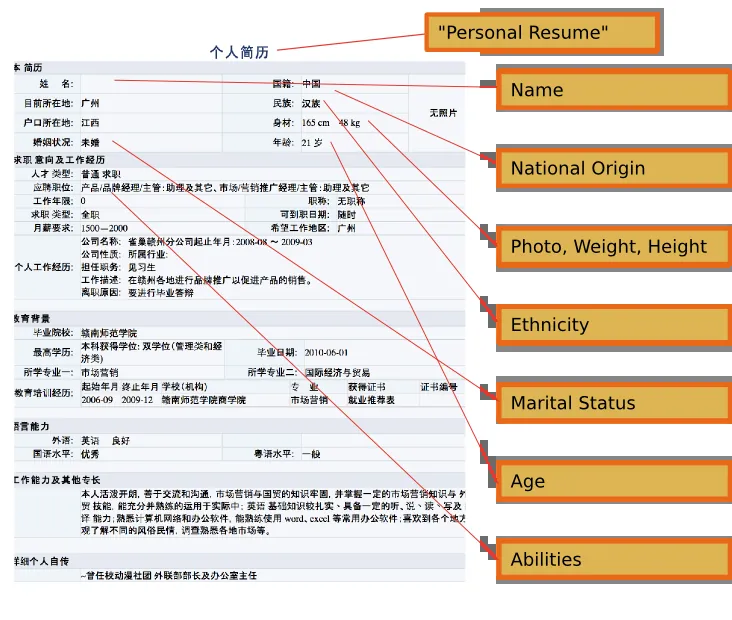 个人简历
"Personal Resume"
本 简历
姓 名: 国籍: 中国
Name
目前所在地: 广州 民族: 汉族
无照片
户口所在地: 江西 身材: 165 cm 48 kg
婚姻状况: 未婚 年龄: 21 岁
National Origin
求职 意向及工作经历
人才 类型: 普通 求职
应聘职位: 产品/品牌经理/主管:助理及其它、市场/营销推广经理/主管:助理及其它
工作年限: 0 职称: 无职称
求职 类型: 全职 可到职日期: 随时
月薪要求: 1500—2000 希望工作地区: 广州
Photo, Weight, Height
公司名称: 雀巢赣州分公司起止年月:2008-08 ～ 2009-03
公司性质: 所属行业:
个人工作经历: 担任职务: 见习生
工作描述: 在赣州各地进行品牌推广以促进产品的销售。
离职原因: 要进行毕业答辩
Ethnicity
教育背景
毕业院校: 赣南师范学院
最高学历: 本科获得学位: 双学位(管理类和经
济类) 毕业日期: 2010-06-01
所学专业一: 市场营销 所学专业二: 国际经济与贸易
教育培训经历: 起始年月 终止年月 学校(机构) 专 业 获得证书 证书编号
2006-09 2009-12 赣南师范学院商学院 市场营销 就业推荐表
Marital Status
语言能力
外语: 英语 良好
国语水平: 优秀 粤语水平: 一般
Age
工作能力及其他专长
本人活泼开朗, 善于交流和沟通, 市场营销与国贸的知识牢固, 并掌握一定的市场营销知识与 外
贸 技能, 能充分并熟练的运用于实际中; 英语 基础知识较扎实、具备一定的听、说、读、写及
译 能力; 熟悉计算机网络和办公软件, 能熟练使用 word、excel 等常用办公软件; 喜欢到各个地方
观了解不同的风俗民情, 调查熟悉各地市场等。
Abilities
详细个人自传
~曾任校动漫社团 外联部部长及办公室主任